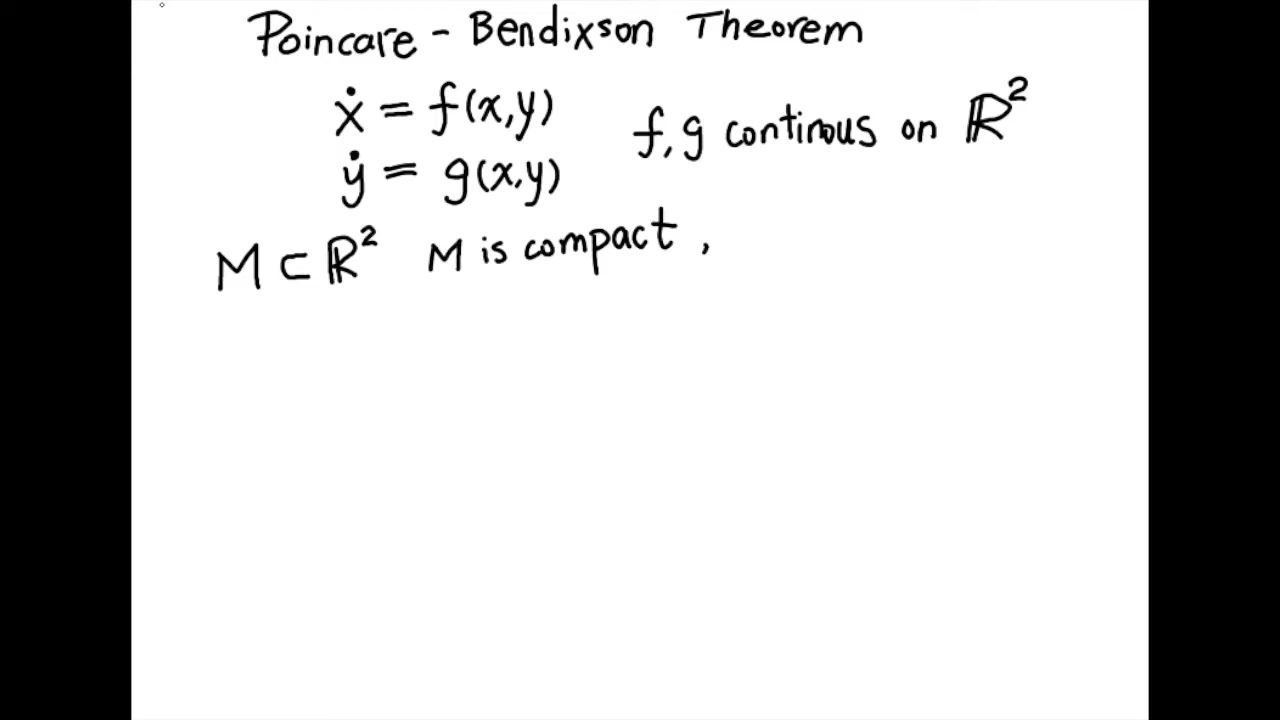 Poincare - Bendixson Theorem
ẋ = f(x,y)
f,g continous on ℝ²
ẏ = g(x,y)
M ⊂ ℝ² M is compact ,